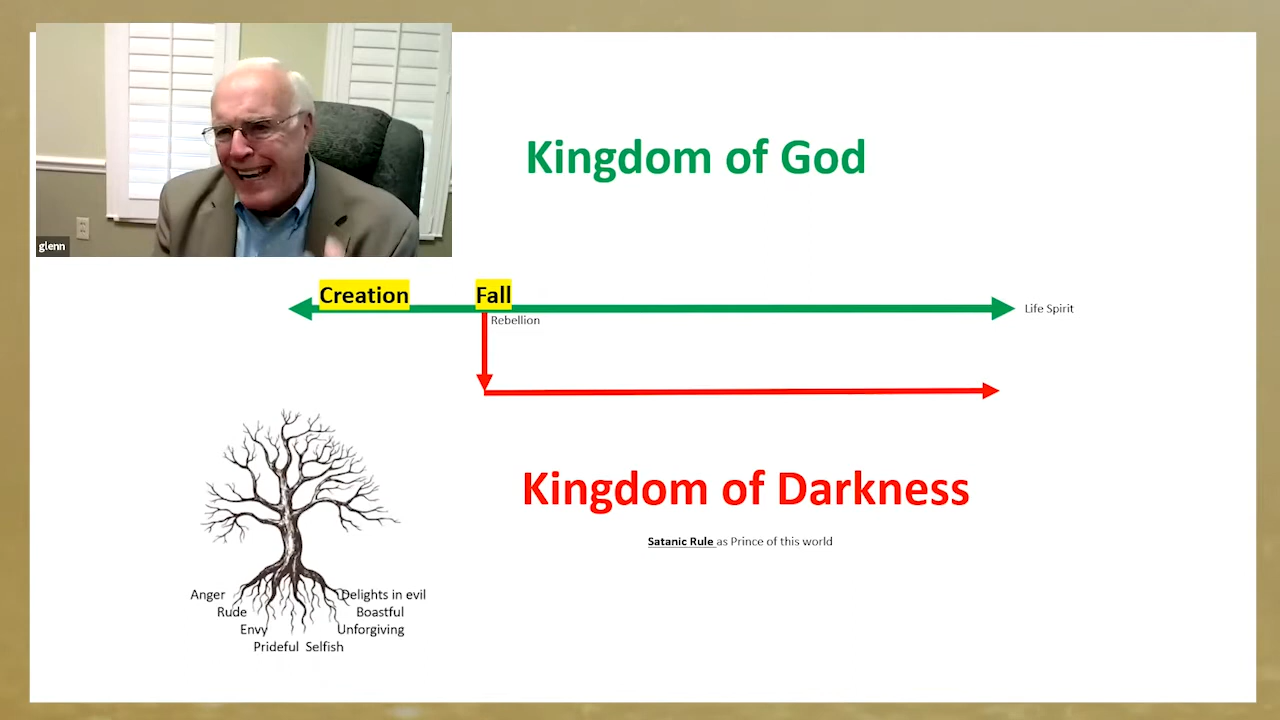 glenn
Kingdom of God
Creation
Fall
Life Spirit
Rebellion
Kingdom of Darkness
Satanic Rule as Prince of this world
Anger
Delights in evil
Rude
Boastful
Envy
Unforgiving
Prideful Selfish